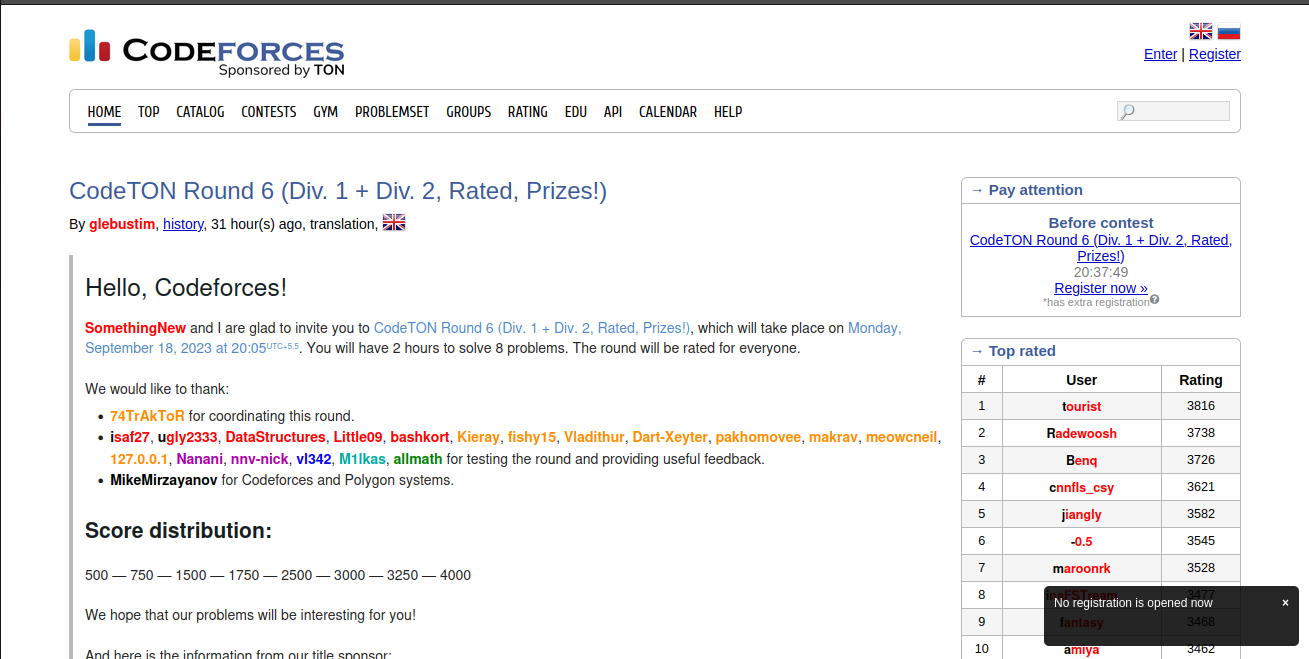 CODEFORCES
Sponsored by TON
Enter | Register
HOME TOP CATALOG CONTESTS GYM PROBLEMSET GROUPS RATING EDU API CALENDAR HELP
CodeTON Round 6 (Div. 1 + Div. 2, Rated, Prizes!)
By glebustim, history, 31 hour(s) ago, translation,
Hello, Codeforces!
SomethingNew and I are glad to invite you to CodeTON Round 6 (Div. 1 + Div. 2, Rated, Prizes!), which will take place on Monday,
September 18, 2023 at 20:05UTC+5.5. You will have 2 hours to solve 8 problems. The round will be rated for everyone.
We would like to thank:
• 74TrAkToR for coordinating this round.
• isaf27, ugly2333, DataStructures, Little09, bashkort, Kieray, fishy15, Vladithur, Dart-Xeyter, pakhomovee, makrav, meowcneil,
127.0.0.1, Nanani, nnv-nick, vl342, M1lkas, allmath for testing the round and providing useful feedback.
• MikeMirzayanov for Codeforces and Polygon systems.
Score distribution:
500 — 750 — 1500 — 1750 — 2500 — 3000 — 3250 — 4000
We hope that our problems will be interesting for you!
And here is the information from our title sponsor:
→ Pay attention
Before contest
CodeTON Round 6 (Div. 1 + Div. 2, Rated,
Prizes!)
20:37:49
Register now »
*has extra registration?
→ Top rated
# User Rating
1 tourist 3816
2 Radewoosh 3738
3 Benq 3726
4 cnnfls_csy 3621
5 jiangly 3582
6 -0.5 3545
7 maroonrk 3528
8 inaFSTream 3477
9 fantasy 3468
10 amiya 3462
No registration is opened now ×